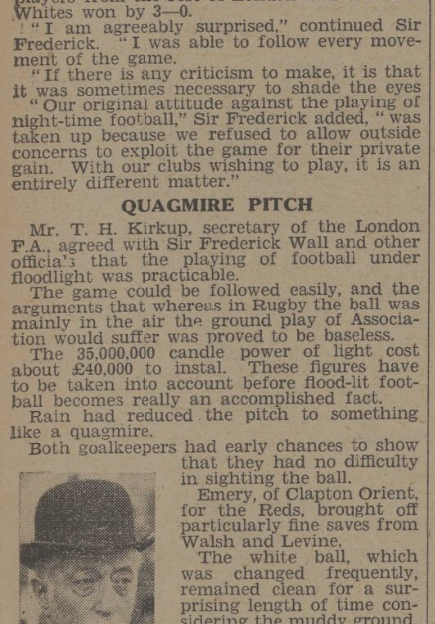 players from the rest of London
Whites won by 3—0.
"I am agreeably surprised," continued Sir
Frederick. "I was able to follow every move-
ment of the game.
"If there is any criticism to make, it is that
it was sometimes necessary to shade the eyes
"Our original attitude against the playing of
night-time football," Sir Frederick added, "was
taken up because we refused to allow outside
concerns to exploit the game for their private
gain. With our clubs wishing to play, it is an
entirely different matter."
QUAGMIRE PITCH
Mr. T. H. Kirkup, secretary of the London
F.A., agreed with Sir Frederick Wall and other
officia's that the playing of football under
floodlight was practicable.
The game could be followed easily, and the
arguments that whereas in Rugby the ball was
mainly in the air the ground play of Associa-
tion would suffer was proved to be baseless.
The 35,000,000 candle power of light cost
about £40,000 to instal. These figures have
to be taken into account before flood-lit foot-
ball becomes really an accomplished fact.
Rain had reduced the pitch to something
like a quagmire.
Both goalkeepers had early chances to show
that they had no difficulty
in sighting the ball.
Emery, of Clapton Orient,
for the Reds, brought off
particularly fine saves from
Walsh and Levine.
The white ball, which
was changed frequently,
remained clean for a sur-
prising length of time con-
sidering the muddy ground.